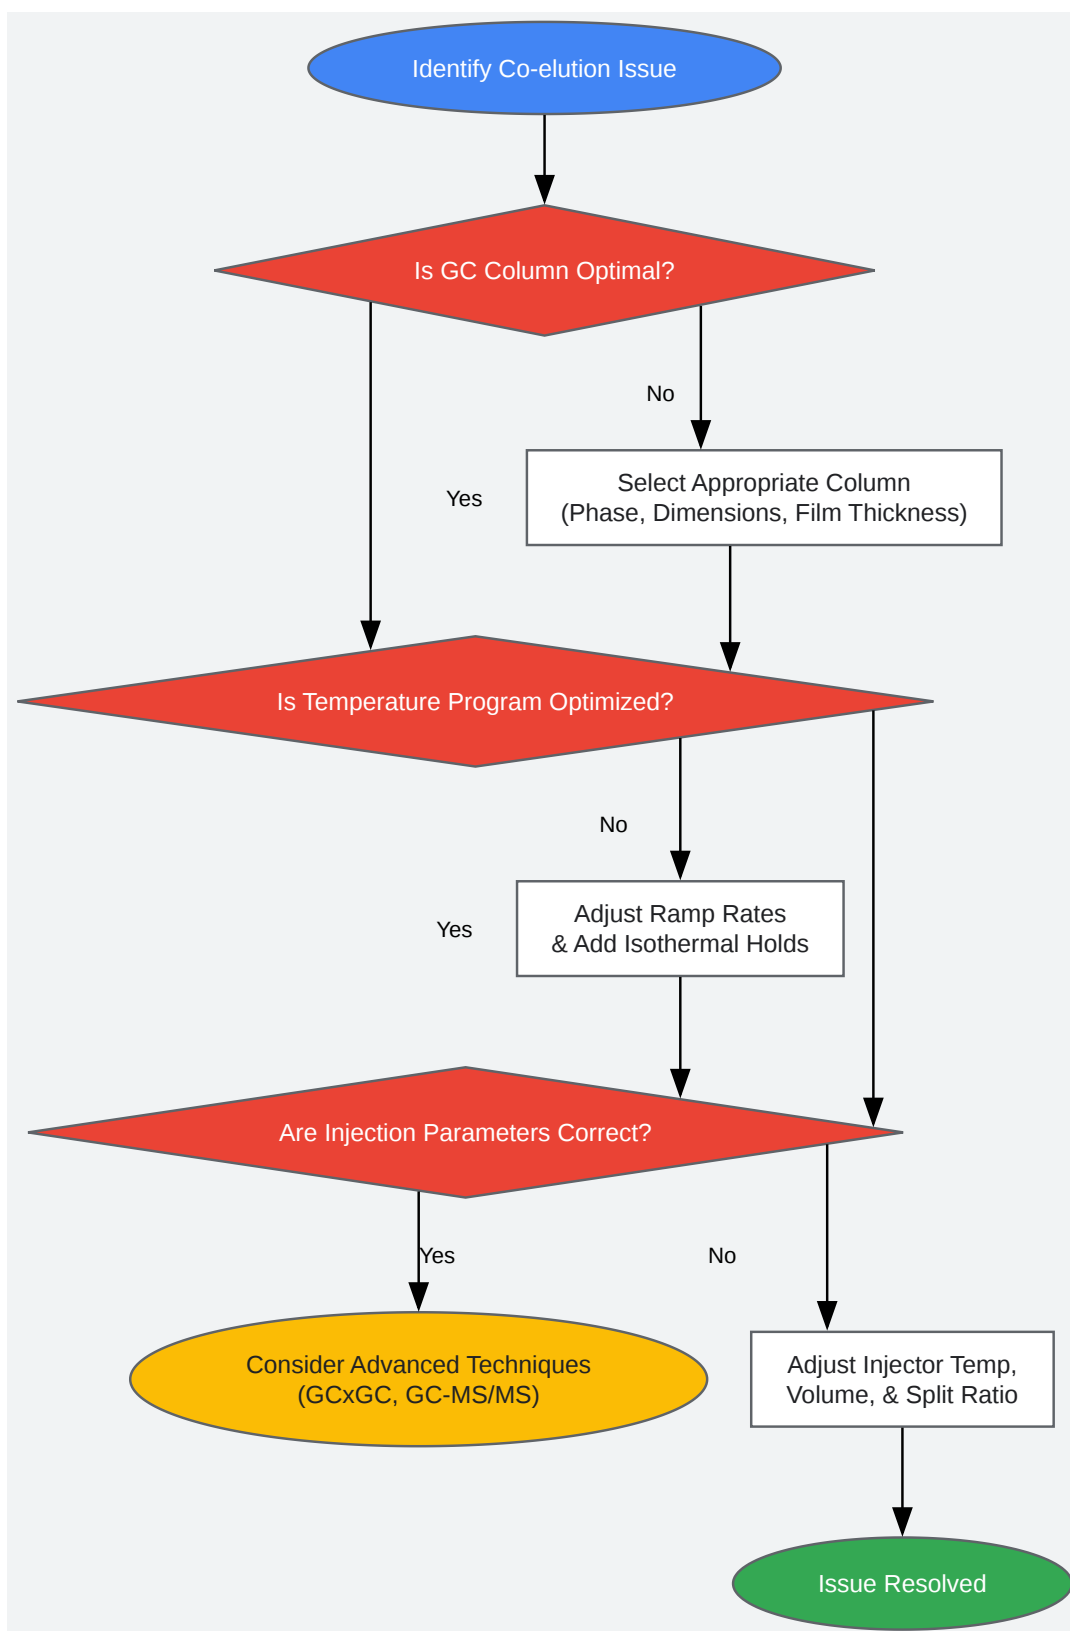 Identify Co-elution Issue
Is GC Column Optimal?
No
Select Appropriate Column
(Phase, Dimensions, Film Thickness)
Yes
Is Temperature Program Optimized?
No
Adjust Ramp Rates
& Add Isothermal Holds
Yes
Are Injection Parameters Correct?
Yes
No
Consider Advanced Techniques
(GCxGC, GC-MS/MS)
Adjust Injector Temp,
Volume, & Split Ratio
Issue Resolved